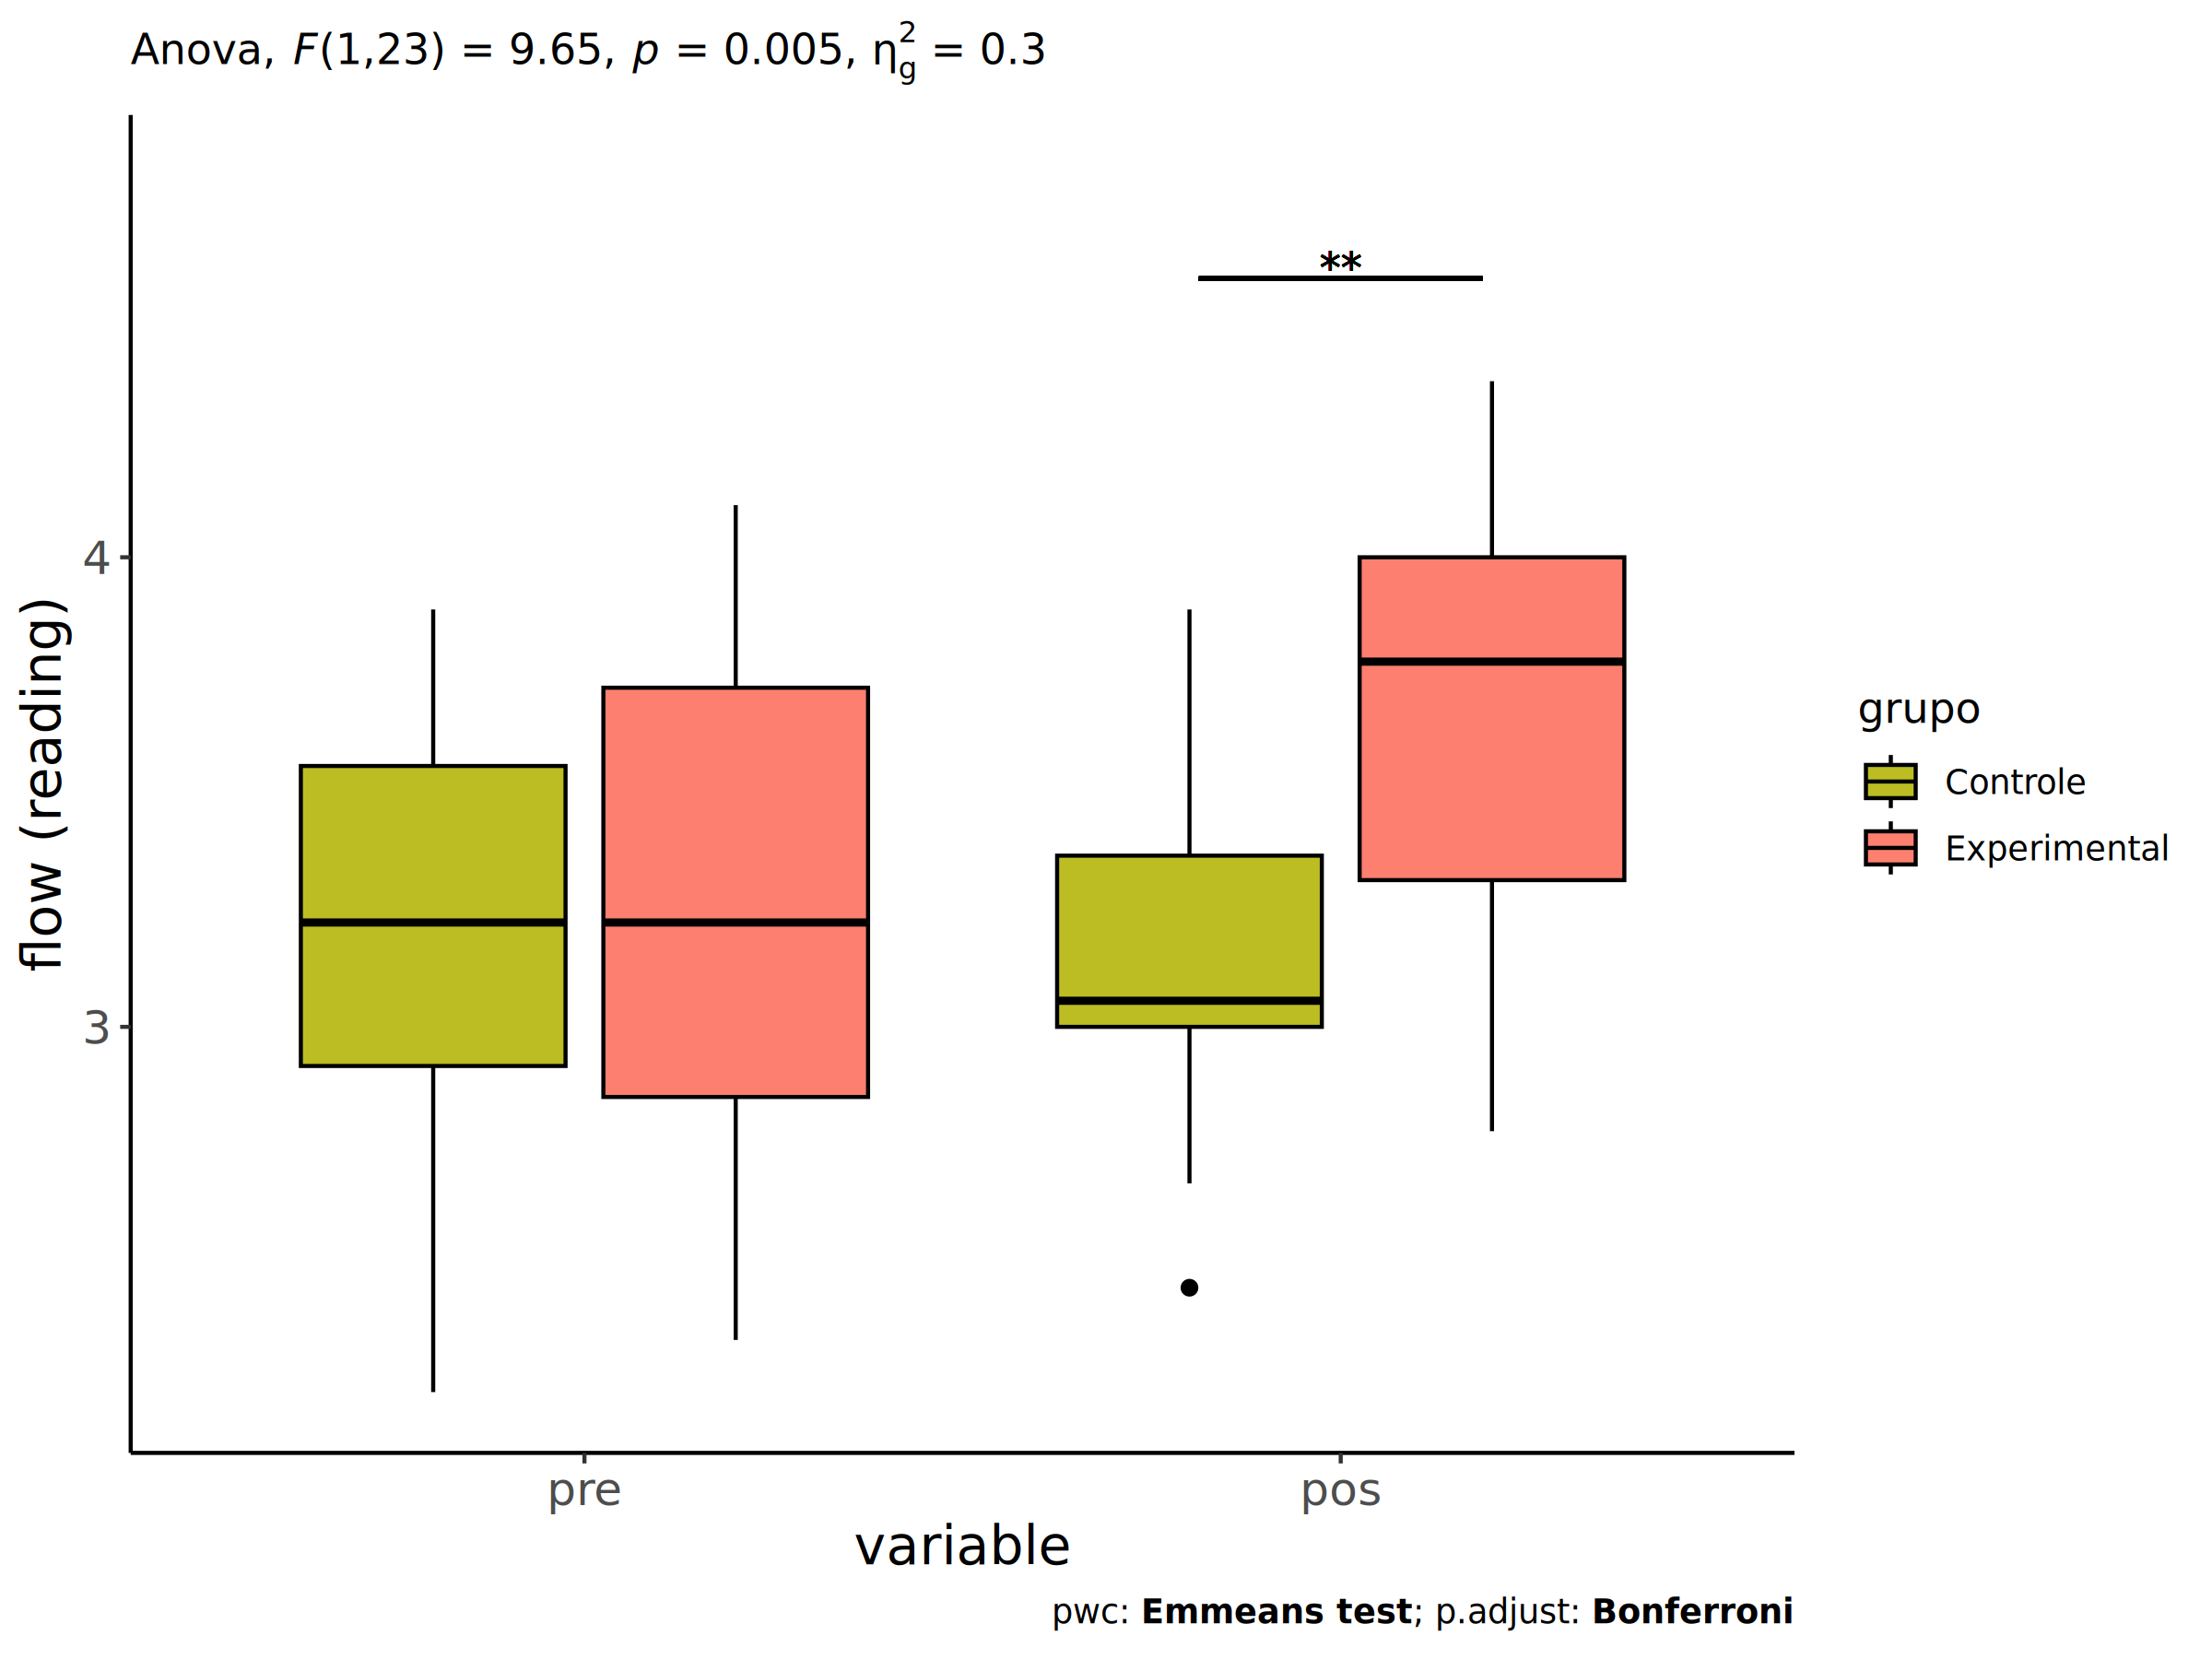 Anova, F(1,23) = 9.65, p = 0.005, η²g = 0.3
**
4
3
flow (reading)
pre
pos
variable
grupo
Controle
Experimental
pwc: Emmeans test; p.adjust: Bonferroni